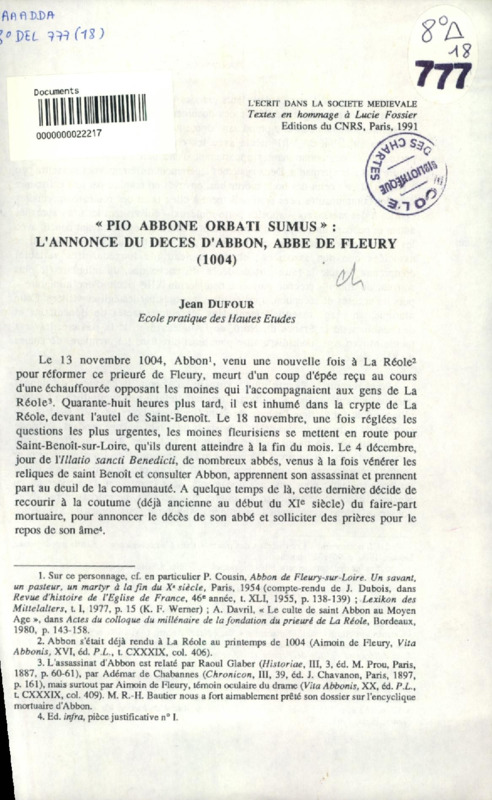 AAADDA
8° DEL 777 (18)
8° Δ
18
777
Documents
0000000022217
L'ECRIT DANS LA SOCIETE MEDIEVALE
Textes en hommage à Lucie Fossier
Editions du CNRS, Paris, 1991
ECOLE DES CHARTES
BIBLIOTHEQUE
« PIO ABBONE ORBATI SUMUS » :
L'ANNONCE DU DECES D'ABBON, ABBE DE FLEURY
(1004)
Jean DUFOUR
Ecole pratique des Hautes Etudes
Le 13 novembre 1004, Abbon¹, venu une nouvelle fois à La Réole²
pour réformer ce prieuré de Fleury, meurt d'un coup d'épée reçu au cours
d'une échauffourée opposant les moines qui l'accompagnaient aux gens de La
Réole³. Quarante-huit heures plus tard, il est inhumé dans la crypte de La
Réole, devant l'autel de Saint-Benoît. Le 18 novembre, une fois réglées les
questions les plus urgentes, les moines fleurisiens se mettent en route pour
Saint-Benoît-sur-Loire, qu'ils durent atteindre à la fin du mois. Le 4 décembre,
jour de l'Illatio sancti Benedicti, de nombreux abbés, venus à la fois vénérer les
reliques de saint Benoît et consulter Abbon, apprennent son assassinat et prennent
part au deuil de la communauté. A quelque temps de là, cette dernière décide de
recourir à la coutume (déjà ancienne au début du XIe siècle) du faire-part
mortuaire, pour annoncer le décès de son abbé et solliciter des prières pour le
repos de son âme⁴.
1. Sur ce personnage, cf. en particulier P. Cousin, Abbon de Fleury-sur-Loire. Un savant,
un pasteur, un martyr à la fin du Xe siècle, Paris, 1954 (compte-rendu de J. Dubois, dans
Revue d'histoire de l'Eglise de France, 46e année, t. XLI, 1955, p. 138-139) ; Lexikon des
Mittelalters, t. I, 1977, p. 15 (K. F. Werner) ; A. Davril, « Le culte de saint Abbon au Moyen
Age », dans Actes du colloque du millénaire de la fondation du prieuré de La Réole, Bordeaux,
1980, p. 143-158.
2. Abbon s'était déjà rendu à La Réole au printemps de 1004 (Aimoin de Fleury, Vita
Abbonis, XVI, éd. P.L., t. CXXXIX, col. 406).
3. L'assassinat d'Abbon est relaté par Raoul Glaber (Historiae, III, 3, éd. M. Prou, Paris,
1887, p. 60-61), par Adémar de Chabannes (Chronicon, III, 39, éd. J. Chavanon, Paris, 1897,
p. 161), mais surtout par Aimoin de Fleury, témoin oculaire du drame (Vita Abbonis, XX, éd. P.L.,
t. CXXXIX, col. 409). M. R.-H. Bautier nous a fort aimablement prêté son dossier sur l'encyclique
mortuaire d'Abbon.
4. Ed. infra, pièce justificative n° I.